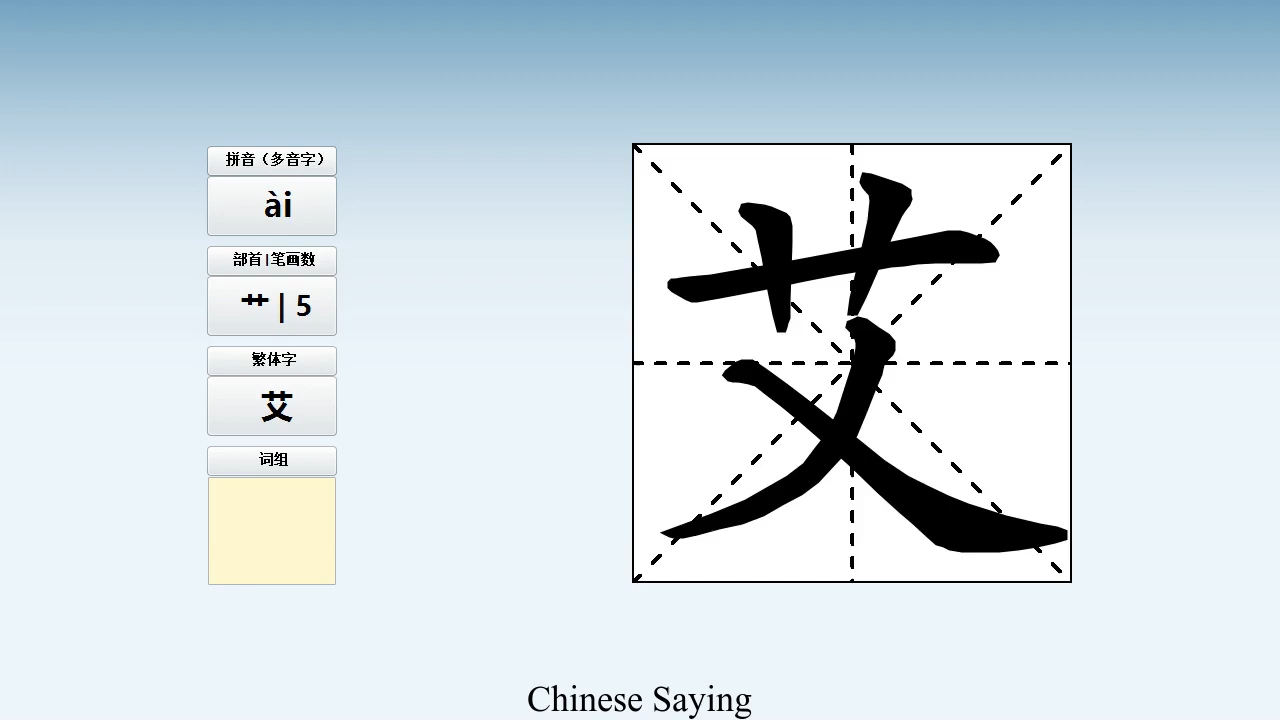 拼音（多音字）
ài
部首|笔画数
艹 | 5
繁体字
艾
词组
艾
Chinese Saying